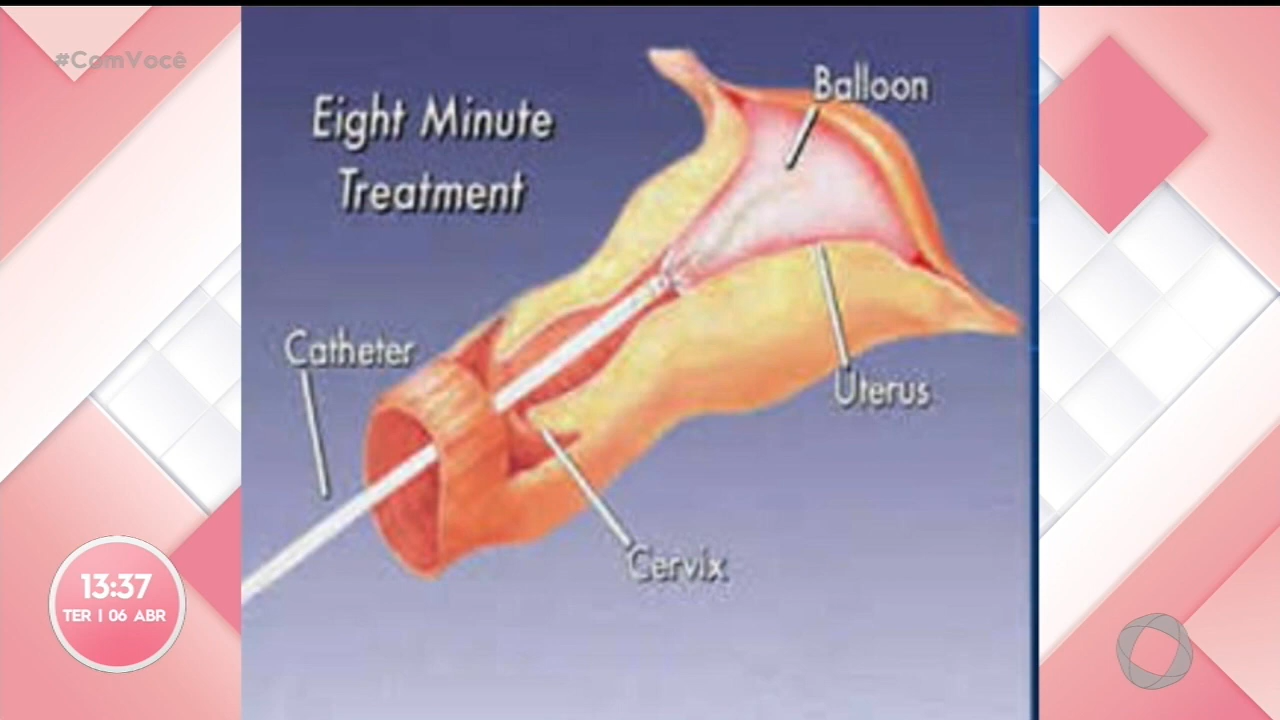 #ComVocê
Eight Minute
Treatment
Balloon
Catheter
Uterus
Cervix
13:37
TER | 06 ABR